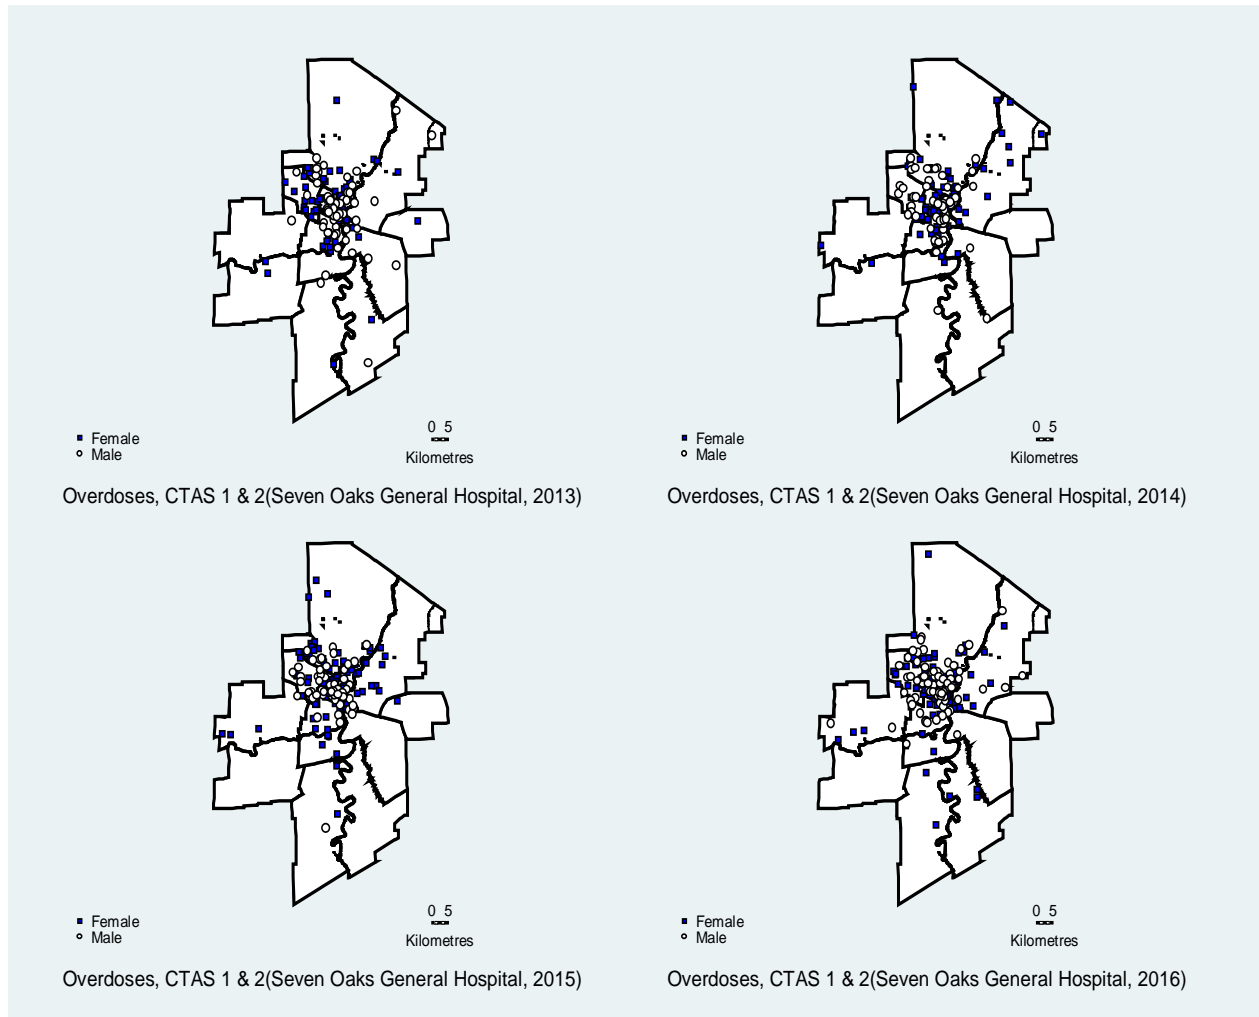 Female
Male
0 5
Kilometres
Overdoses, CTAS 1 & 2(Seven Oaks General Hospital, 2013)
Female
Male
0 5
Kilometres
Overdoses, CTAS 1 & 2(Seven Oaks General Hospital, 2014)
Female
Male
0 5
Kilometres
Overdoses, CTAS 1 & 2(Seven Oaks General Hospital, 2015)
Female
Male
0 5
Kilometres
Overdoses, CTAS 1 & 2(Seven Oaks General Hospital, 2016)